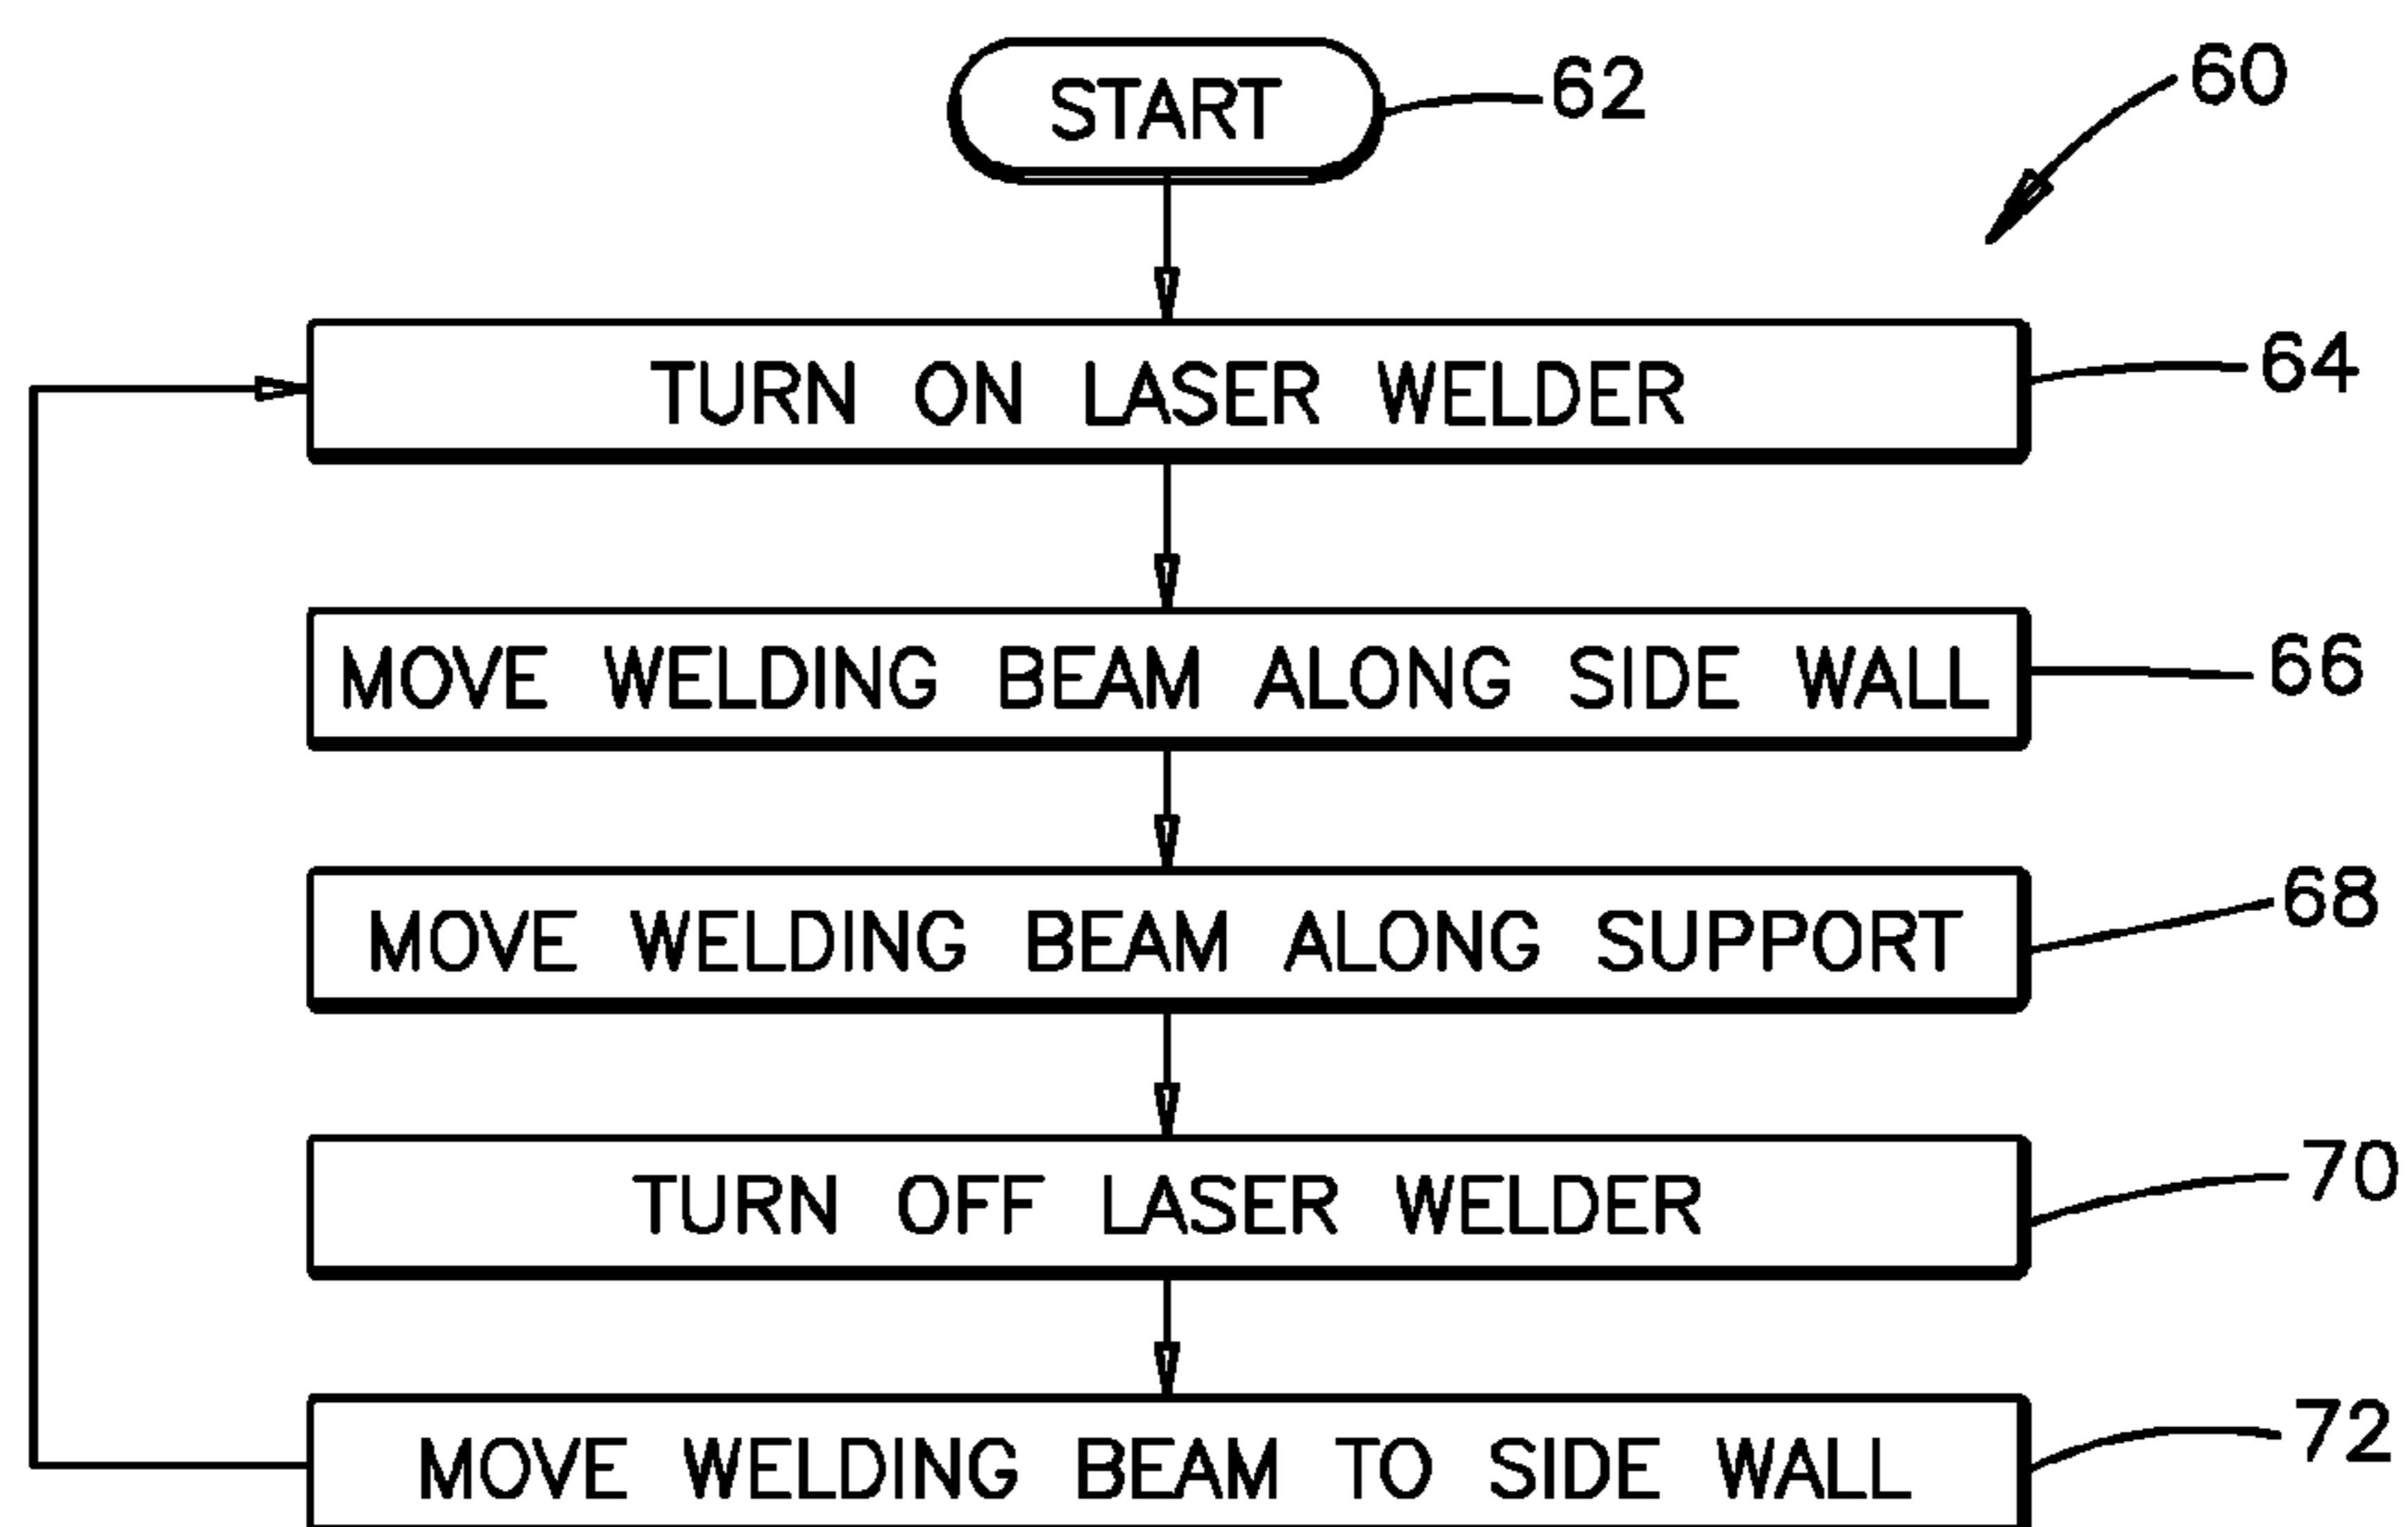 START
62
60
TURN ON LASER WELDER
64
MOVE WELDING BEAM ALONG SIDE WALL
66
MOVE WELDING BEAM ALONG SUPPORT
68
TURN OFF LASER WELDER
70
MOVE WELDING BEAM TO SIDE WALL
72